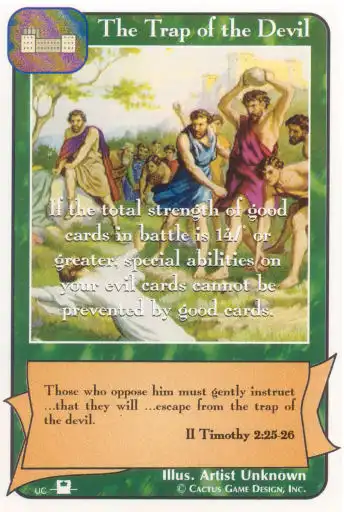 The Trap of the Devil
If the total strength of good
cards in battle is 14/* or
greater, special abilities on
your evil cards cannot be
prevented by good cards.
Those who oppose him must gently instruct
...that they will ...escape from the trap of
the devil.
II Timothy 2:25-26
Illus. Artist Unknown
UC
© CACTUS GAME DESIGN, INC.